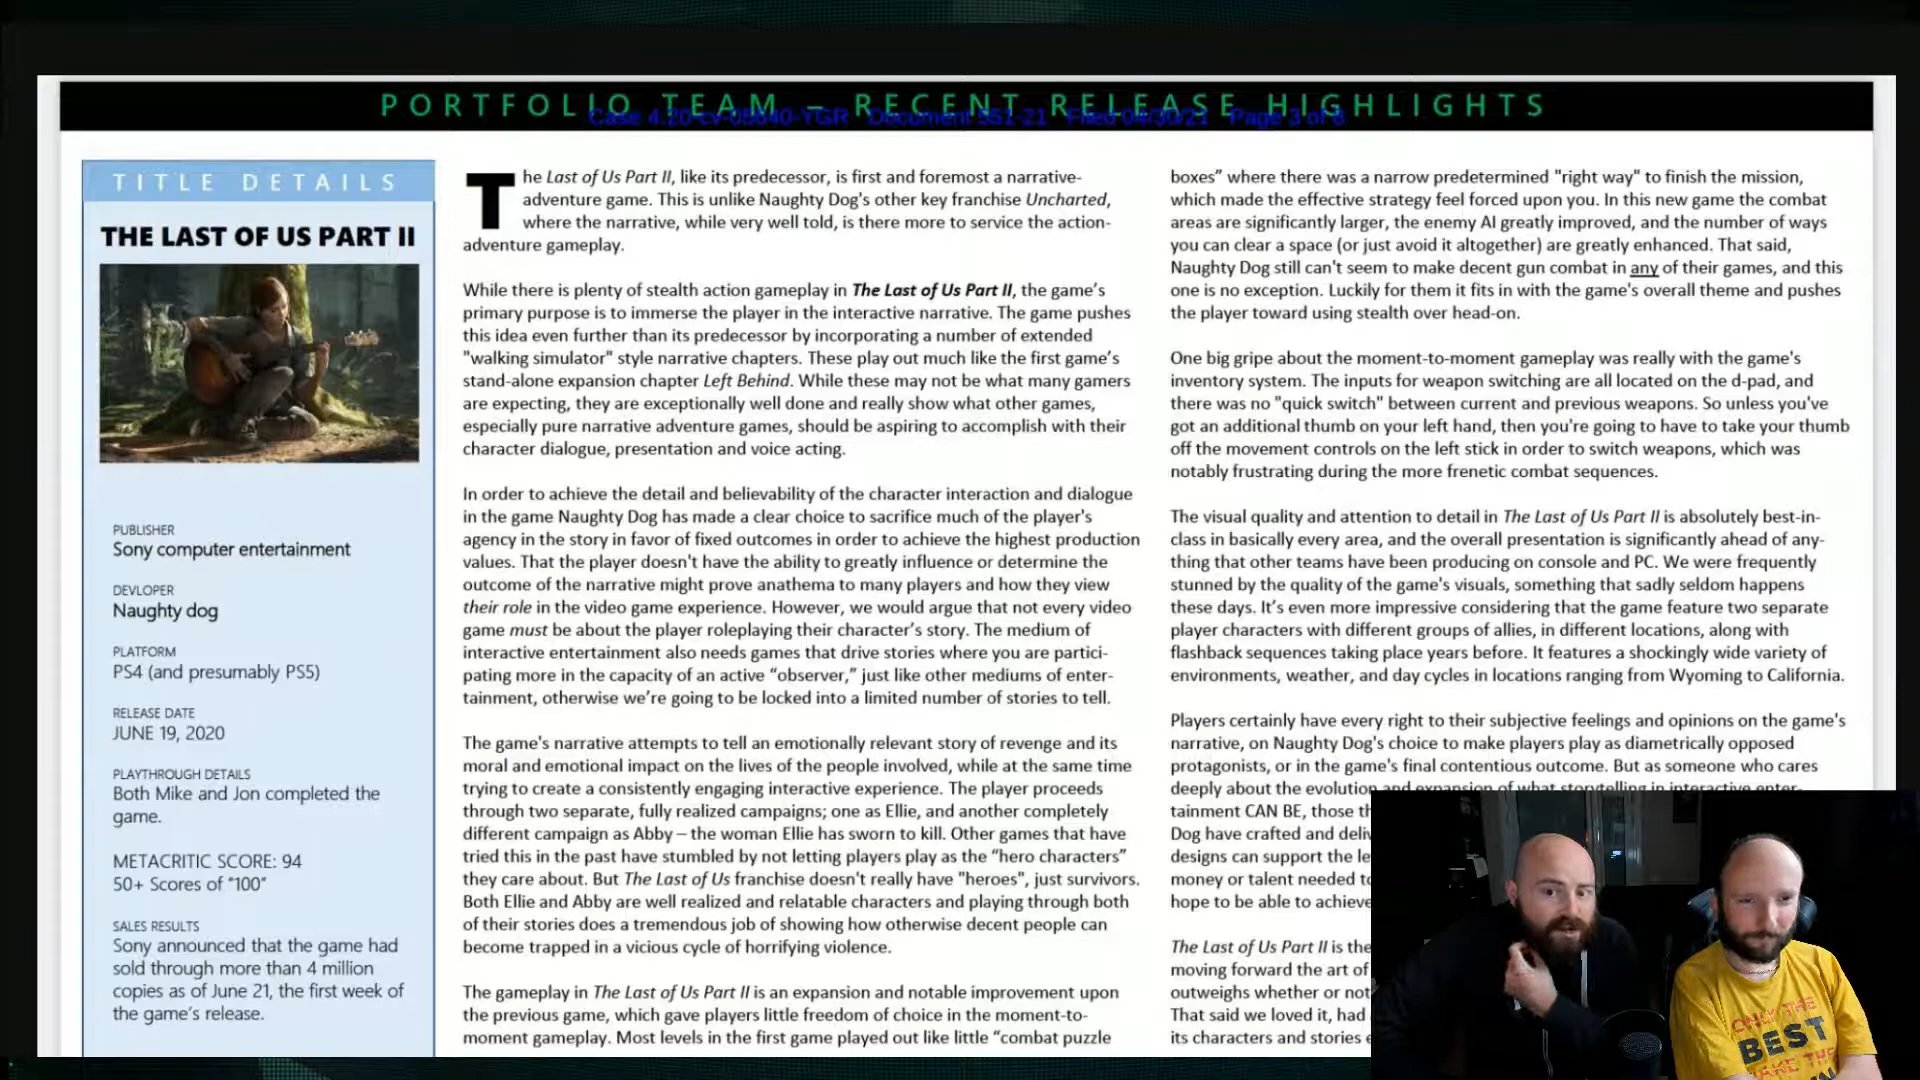 PORTFOLIO TEAM – RECENT RELEASE HIGHLIGHTS
Case 4:20-cv-05640-YGR Document 551-21 Filed 04/30/21 Page 3 of 8
TITLE DETAILS
THE LAST OF US PART II
PUBLISHER
Sony computer entertainment
DEVLOPER
Naughty dog
PLATFORM
PS4 (and presumably PS5)
RELEASE DATE
JUNE 19, 2020
PLAYTHROUGH DETAILS
Both Mike and Jon completed the
game.
METACRITIC SCORE: 94
50+ Scores of "100"
SALES RESULTS
Sony announced that the game had
sold through more than 4 million
copies as of June 21, the first week of
the game's release.
The Last of Us Part II, like its predecessor, is first and foremost a narrative-
adventure game. This is unlike Naughty Dog's other key franchise Uncharted,
where the narrative, while very well told, is there more to service the action-
adventure gameplay.
While there is plenty of stealth action gameplay in The Last of Us Part II, the game's
primary purpose is to immerse the player in the interactive narrative. The game pushes
this idea even further than its predecessor by incorporating a number of extended
"walking simulator" style narrative chapters. These play out much like the first game's
stand-alone expansion chapter Left Behind. While these may not be what many gamers
are expecting, they are exceptionally well done and really show what other games,
especially pure narrative adventure games, should be aspiring to accomplish with their
character dialogue, presentation and voice acting.
In order to achieve the detail and believability of the character interaction and dialogue
in the game Naughty Dog has made a clear choice to sacrifice much of the player's
agency in the story in favor of fixed outcomes in order to achieve the highest production
values. That the player doesn't have the ability to greatly influence or determine the
outcome of the narrative might prove anathema to many players and how they view
their role in the video game experience. However, we would argue that not every video
game must be about the player roleplaying their character's story. The medium of
interactive entertainment also needs games that drive stories where you are partici-
pating more in the capacity of an active "observer," just like other mediums of enter-
tainment, otherwise we're going to be locked into a limited number of stories to tell.
The game's narrative attempts to tell an emotionally relevant story of revenge and its
moral and emotional impact on the lives of the people involved, while at the same time
trying to create a consistently engaging interactive experience. The player proceeds
through two separate, fully realized campaigns; one as Ellie, and another completely
different campaign as Abby – the woman Ellie has sworn to kill. Other games that have
tried this in the past have stumbled by not letting players play as the "hero characters"
they care about. But The Last of Us franchise doesn't really have "heroes", just survivors.
Both Ellie and Abby are well realized and relatable characters and playing through both
of their stories does a tremendous job of showing how otherwise decent people can
become trapped in a vicious cycle of horrifying violence.
The gameplay in The Last of Us Part II is an expansion and notable improvement upon
the previous game, which gave players little freedom of choice in the moment-to-
moment gameplay. Most levels in the first game played out like little "combat puzzle
boxes" where there was a narrow predetermined "right way" to finish the mission,
which made the effective strategy feel forced upon you. In this new game the combat
areas are significantly larger, the enemy AI greatly improved, and the number of ways
you can clear a space (or just avoid it altogether) are greatly enhanced. That said,
Naughty Dog still can't seem to make decent gun combat in any of their games, and this
one is no exception. Luckily for them it fits in with the game's overall theme and pushes
the player toward using stealth over head-on.
One big gripe about the moment-to-moment gameplay was really with the game's
inventory system. The inputs for weapon switching are all located on the d-pad, and
there was no "quick switch" between current and previous weapons. So unless you've
got an additional thumb on your left hand, then you're going to have to take your thumb
off the movement controls on the left stick in order to switch weapons, which was
notably frustrating during the more frenetic combat sequences.
The visual quality and attention to detail in The Last of Us Part II is absolutely best-in-
class in basically every area, and the overall presentation is significantly ahead of any-
thing that other teams have been producing on console and PC. We were frequently
stunned by the quality of the game's visuals, something that sadly seldom happens
these days. It's even more impressive considering that the game feature two separate
player characters with different groups of allies, in different locations, along with
flashback sequences taking place years before. It features a shockingly wide variety of
environments, weather, and day cycles in locations ranging from Wyoming to California.
Players certainly have every right to their subjective feelings and opinions on the game's
narrative, on Naughty Dog's choice to make players play as diametrically opposed
protagonists, or in the game's final contentious outcome. But as someone who cares
deeply about the evolution and expansion of what storytelling in interactive enter-
tainment CAN BE, those
Dog have crafted and
designs can support the
money or talent needed
hope to be able to achieve
The Last of Us Part II is the
moving forward the art of
outweighs whether or not
That said we loved it, had
its characters and stories
ONLY THE
BEST